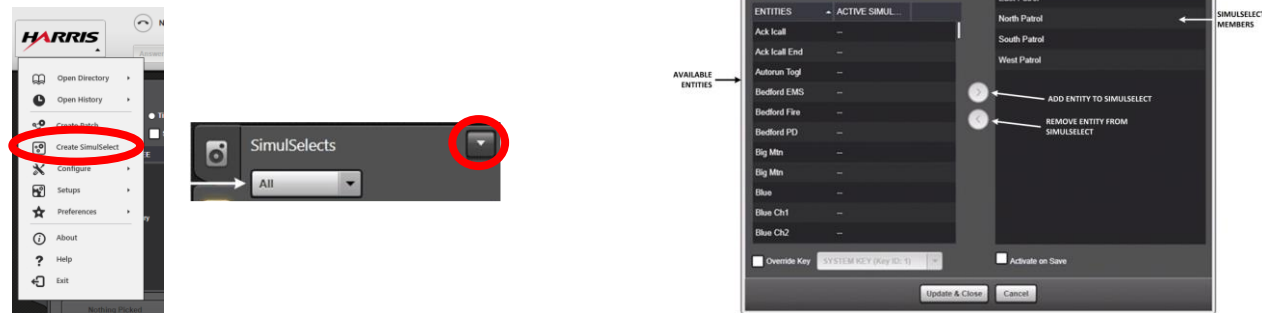 HARRIS
N
Answer
Open Directory
Open History
Create Patch
Create SimulSelect
Configure
Setups
Preferences
About
Help
Exit
Nothing Picked
SimulSelects
All
ENTITIES ACTIVE SIMUL...
Ack Icall --
Ack Icall End --
Autorun Togl --
Bedford EMS --
Bedford Fire --
Bedford PD --
Big Mtn --
Big Mtn --
Blue --
Blue Ch1 --
Blue Ch2 --
Override Key SYSTEM KEY (Key ID: 1)
AVAILABLE
ENTITIES
North Patrol
South Patrol
West Patrol
SIMULSELECT
MEMBERS
ADD ENTITY TO SIMULSELECT
REMOVE ENTITY FROM
SIMULSELECT
Activate on Save
Update & Close Cancel